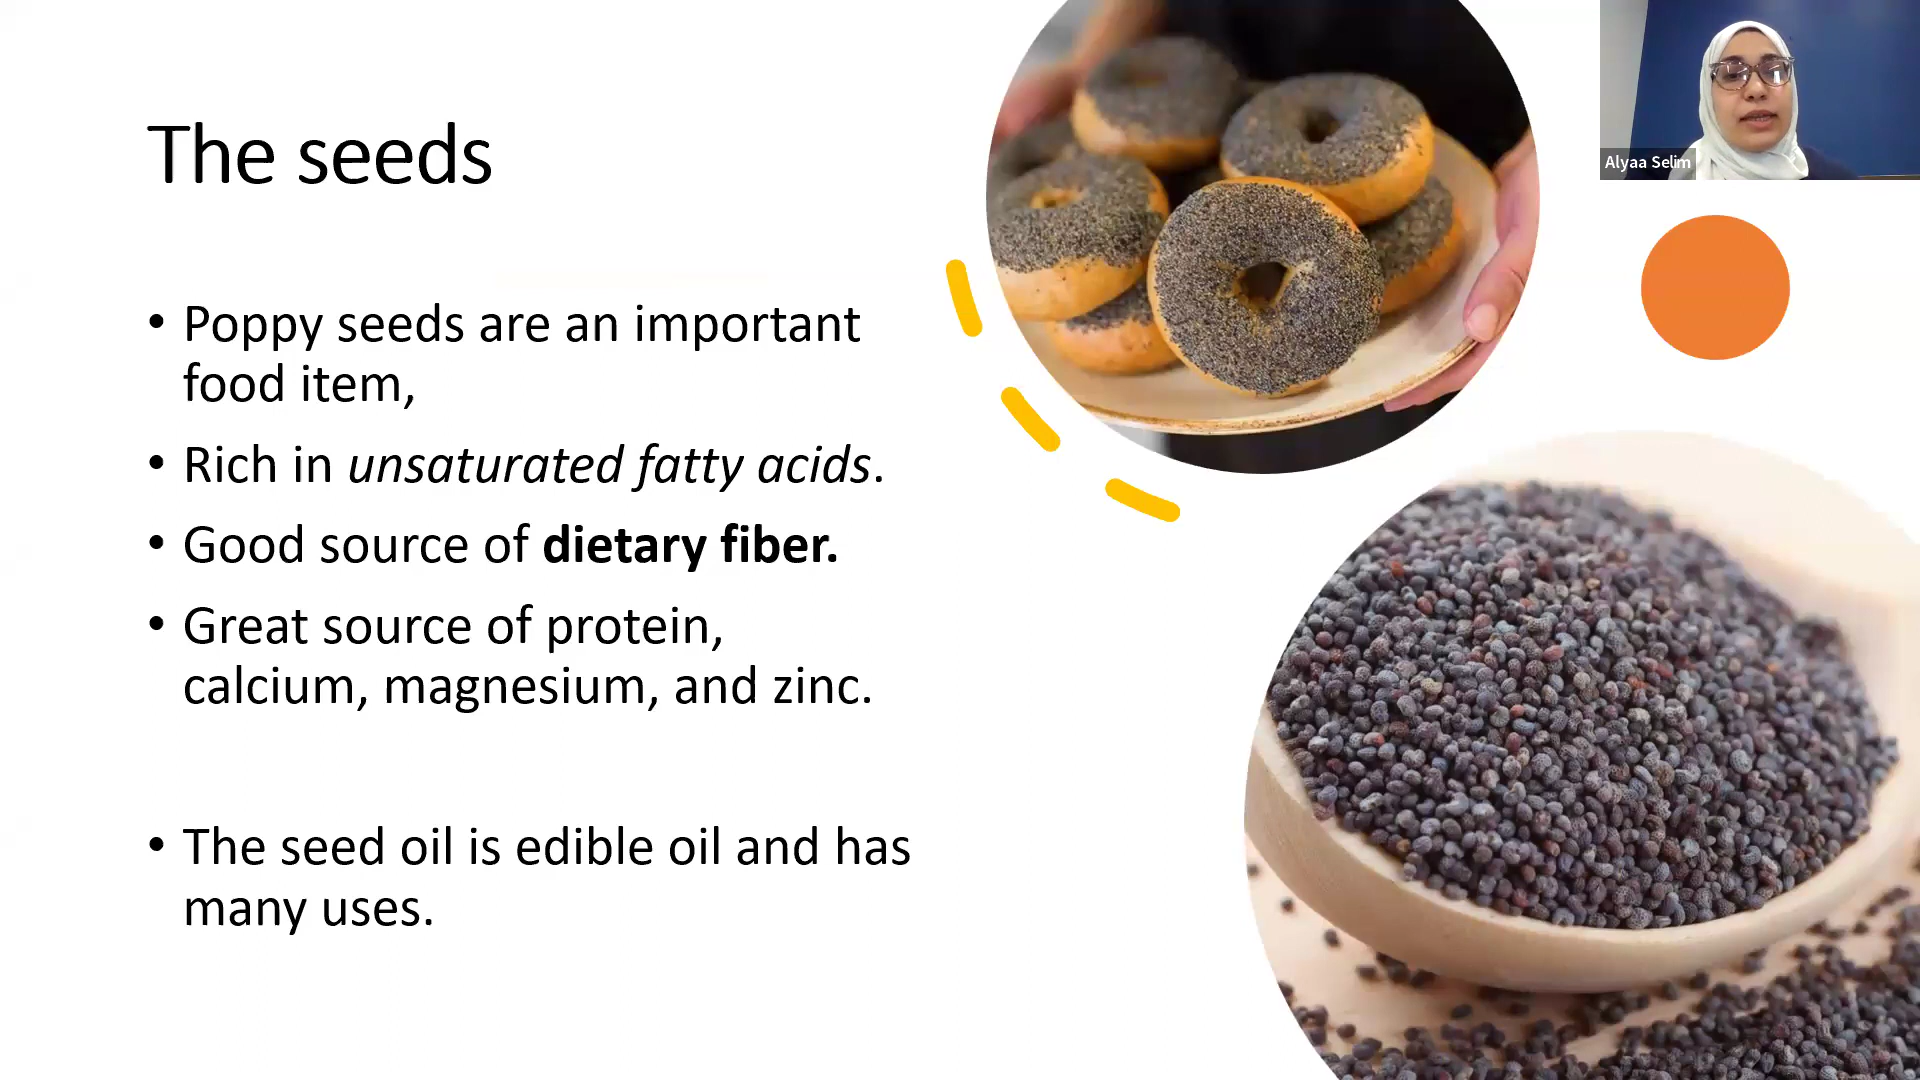 The seeds
• Poppy seeds are an important
food item,
• Rich in unsaturated fatty acids.
• Good source of dietary fiber.
• Great source of protein,
calcium, magnesium, and zinc.
• The seed oil is edible oil and has
many uses.
Alyaa Selim